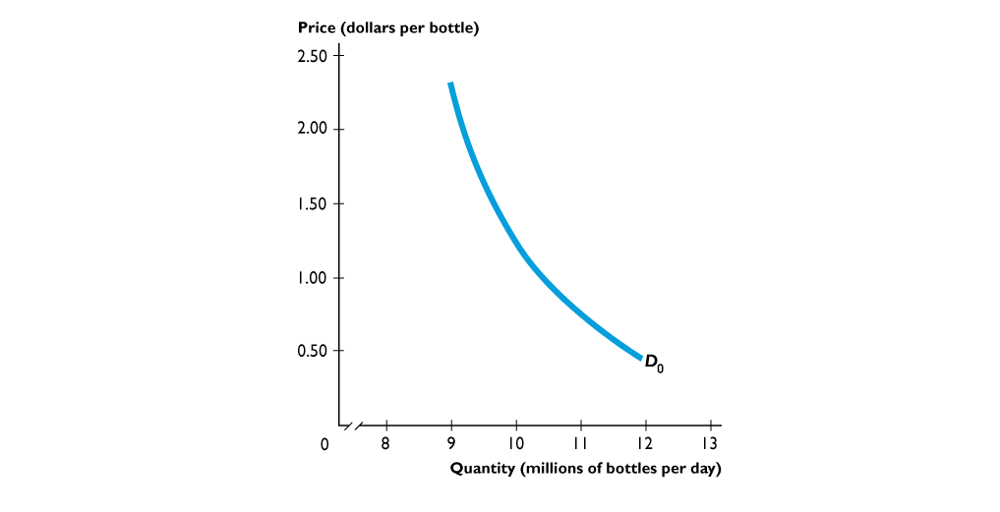 Price (dollars per bottle)
2.50
2.00
1.50
1.00
0.50
D0
0
8 9 10 11 12 13
Quantity (millions of bottles per day)